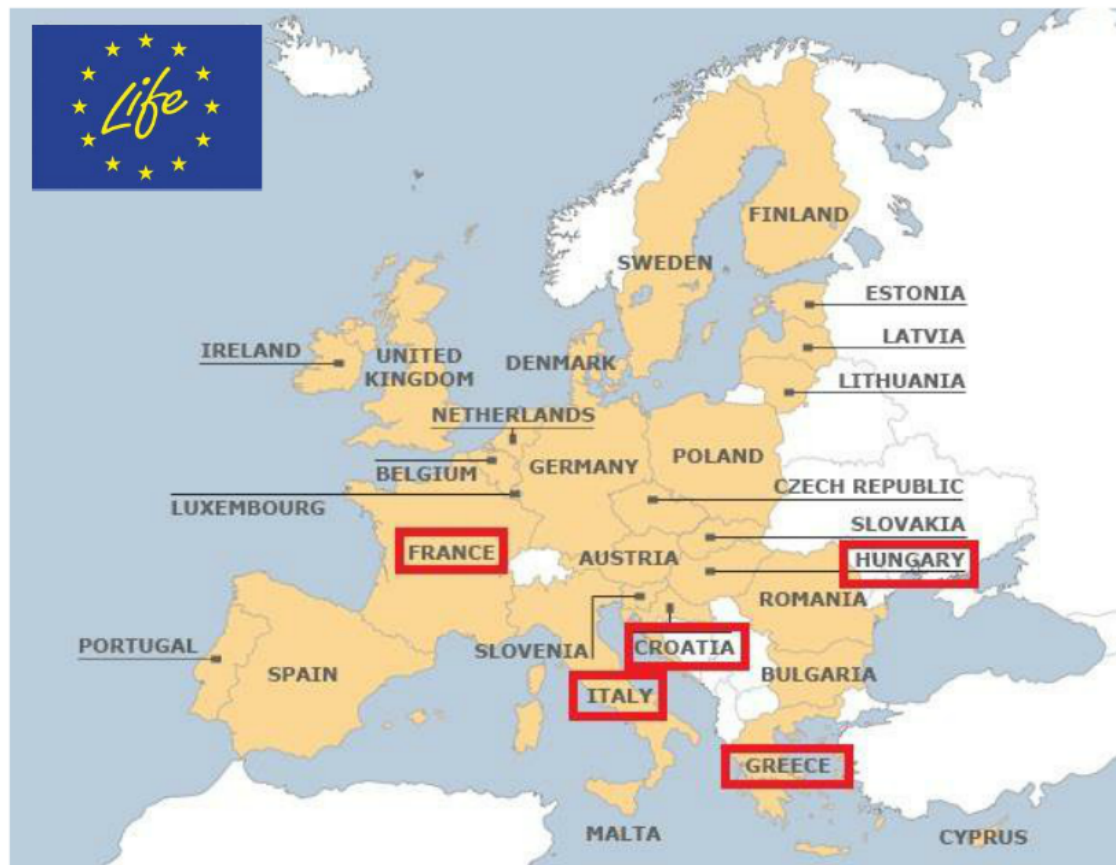 Life
FINLAND
SWEDEN
ESTONIA
LATVIA
LITHUANIA
IRELAND
UNITED
KINGDOM
DENMARK
NETHERLANDS
BELGIUM
LUXEMBOURG
GERMANY
POLAND
CZECH REPUBLIC
SLOVAKIA
HUNGARY
FRANCE
AUSTRIA
ROMANIA
SLOVENIA
CROATIA
PORTUGAL
SPAIN
ITALY
BULGARIA
GREECE
MALTA
CYPRUS